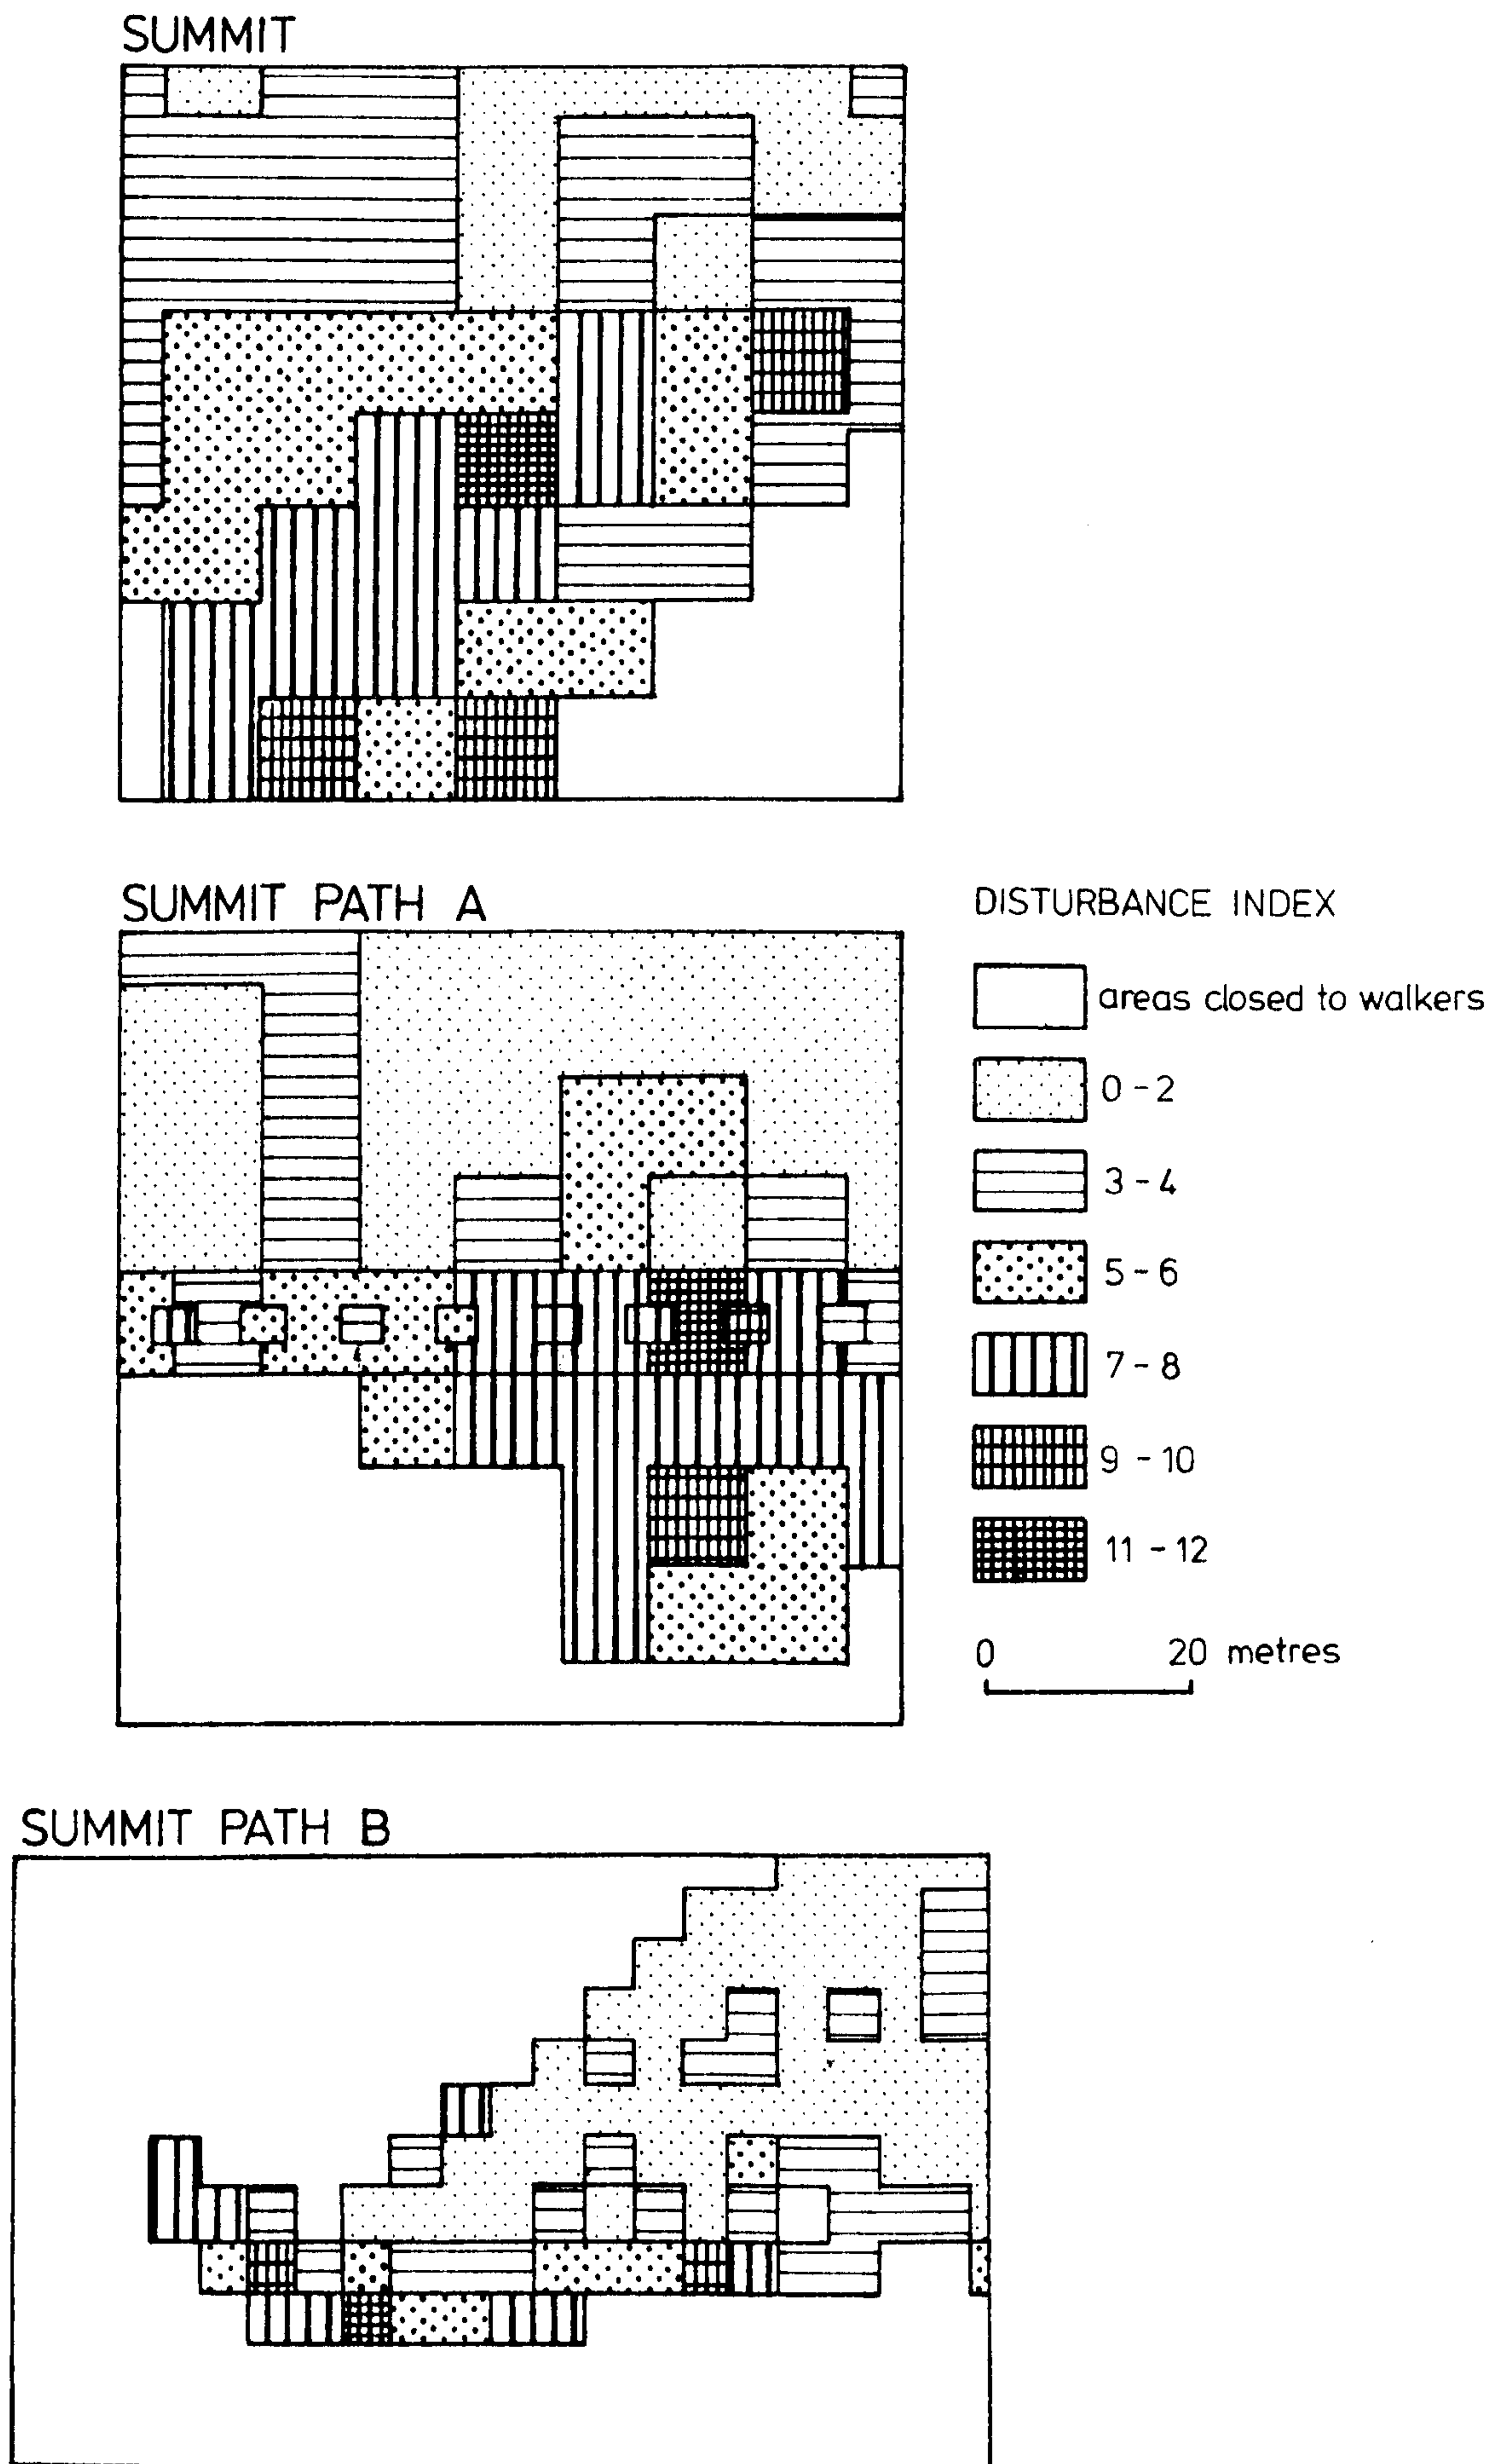 SUMMIT
SUMMIT PATH A
DISTURBANCE INDEX
areas closed to walkers
0 - 2
3 - 4
5 - 6
7 - 8
9 - 10
11 - 12
0 20 metres
SUMMIT PATH B